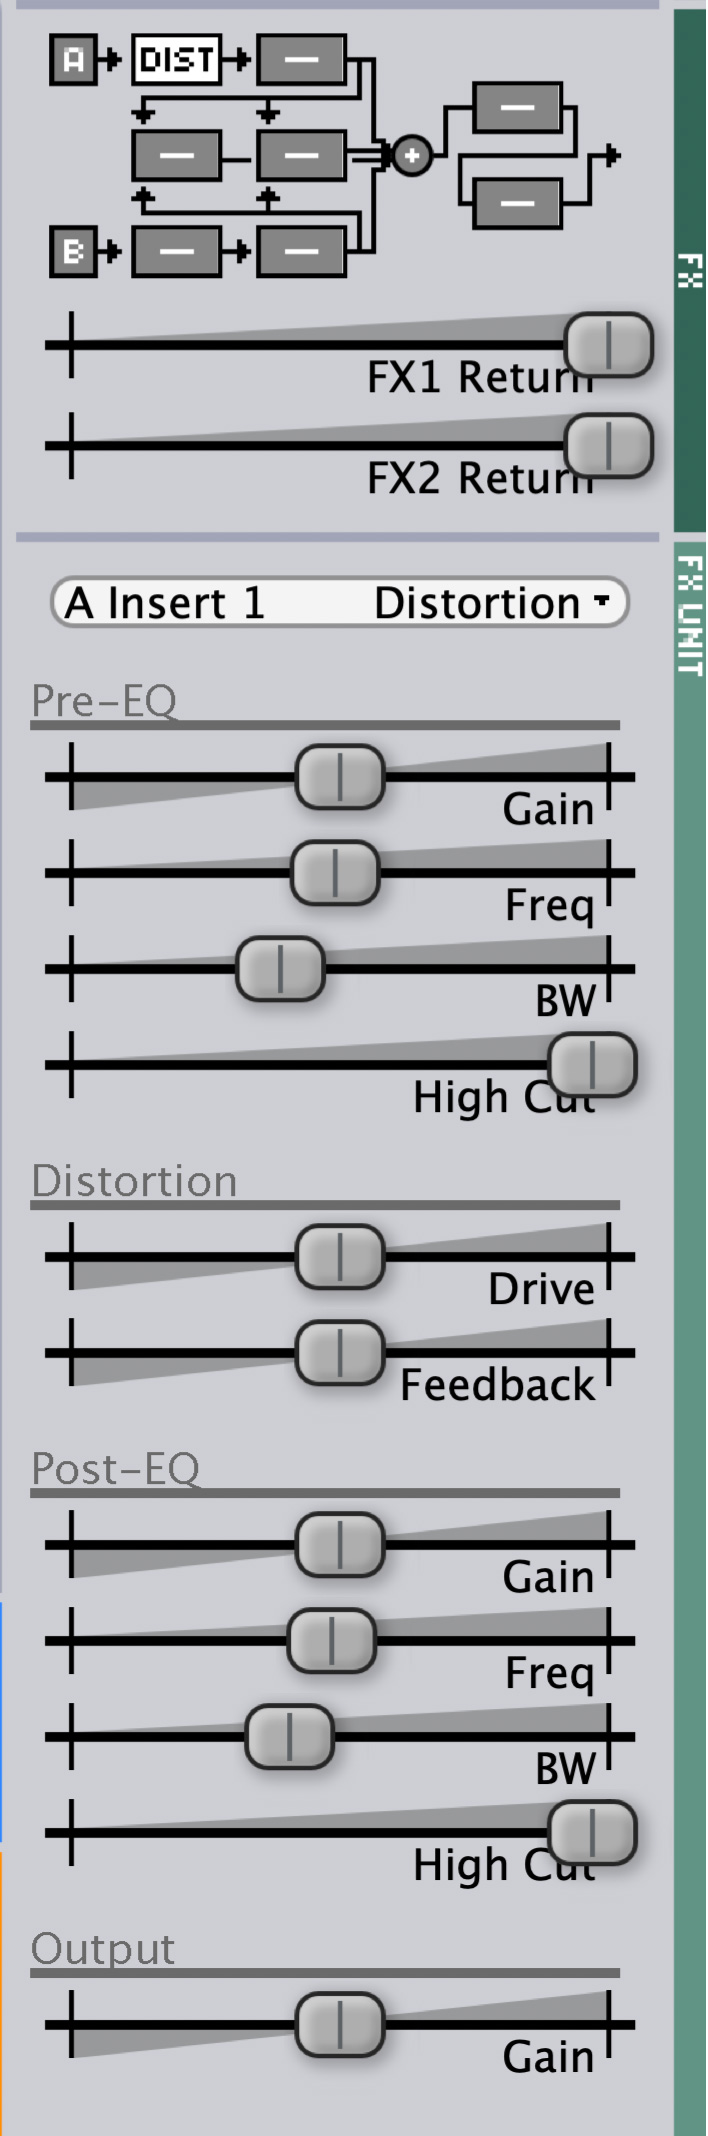 A DIST —
— — + —
—
B — —
FX
FX1 Return
FX2 Return
FX UNIT
A Insert 1 Distortion
Pre-EQ
Gain
Freq
BW
High Cut
Distortion
Drive
Feedback
Post-EQ
Gain
Freq
BW
High Cut
Output
Gain